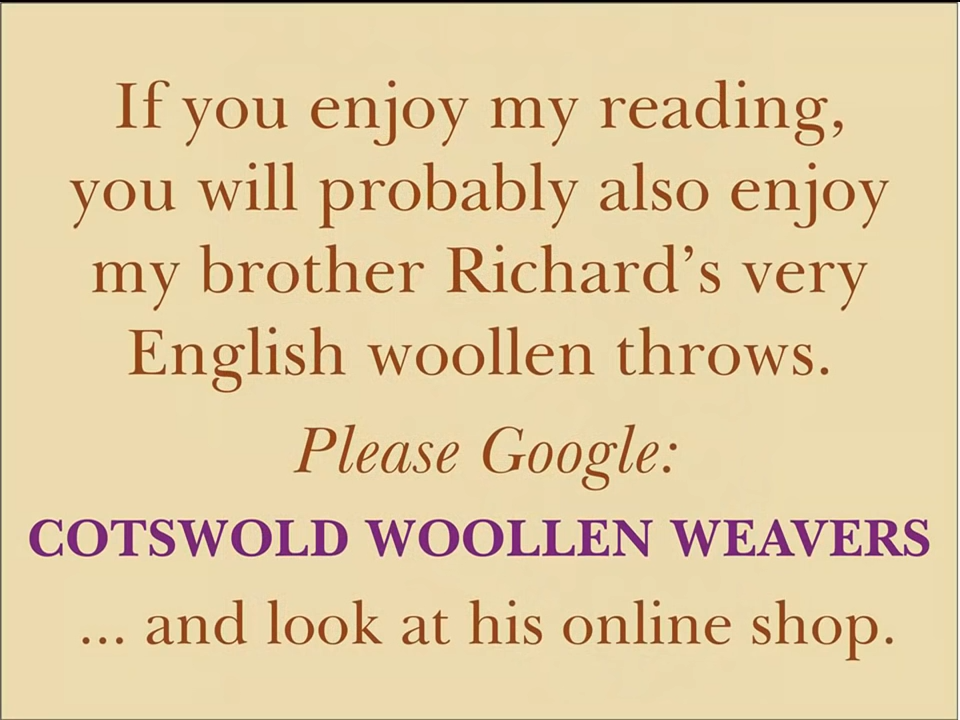 If you enjoy my reading,
you will probably also enjoy
my brother Richard’s very
English woollen throws.
Please Google:
COTSWOLD WOOLLEN WEAVERS
... and look at his online shop.